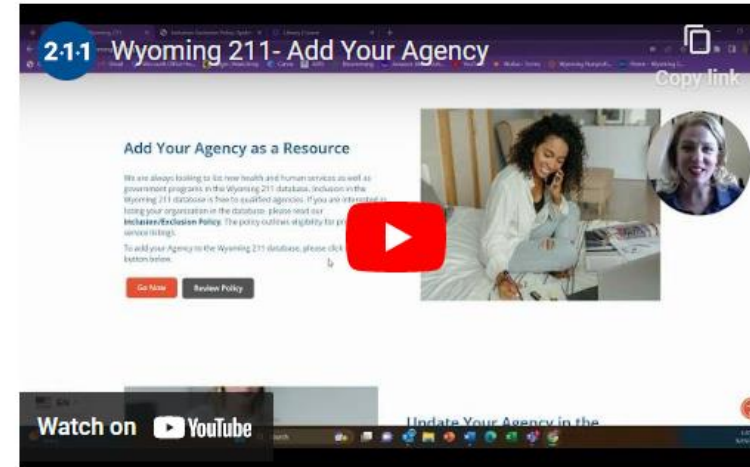 2-1-1 Wyoming 211- Add Your Agency
Copy link
Add Your Agency as a Resource
We are always looking to list new health and human services as well as
government programs in the Wyoming 211 database. Inclusion in the
Wyoming 211 database is free to qualified agencies. If you are interested in
listing your organization in the database, please read our
Inclusion/Exclusion Policy. The policy outlines eligibility for
service listings.
To add your Agency to the Wyoming 211 database, please click
button below.
Go Now
Review Policy
EN
Update Your Agency in the
Watch on YouTube
Search